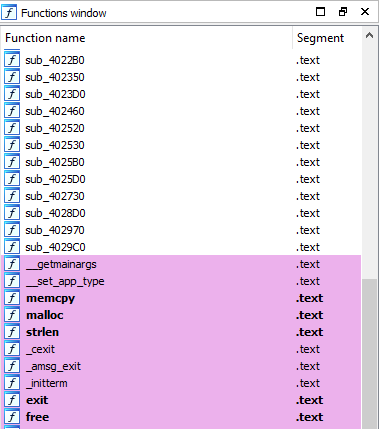 Functions window
Function name Segment
sub_4022B0 .text
sub_402350 .text
sub_4023D0 .text
sub_402460 .text
sub_402520 .text
sub_402530 .text
sub_4025B0 .text
sub_4025D0 .text
sub_402730 .text
sub_4028D0 .text
sub_402970 .text
sub_4029C0 .text
__getmainargs .text
__set_app_type .text
memcpy .text
malloc .text
strlen .text
_cexit .text
_amsg_exit .text
_initterm .text
exit .text
free .text